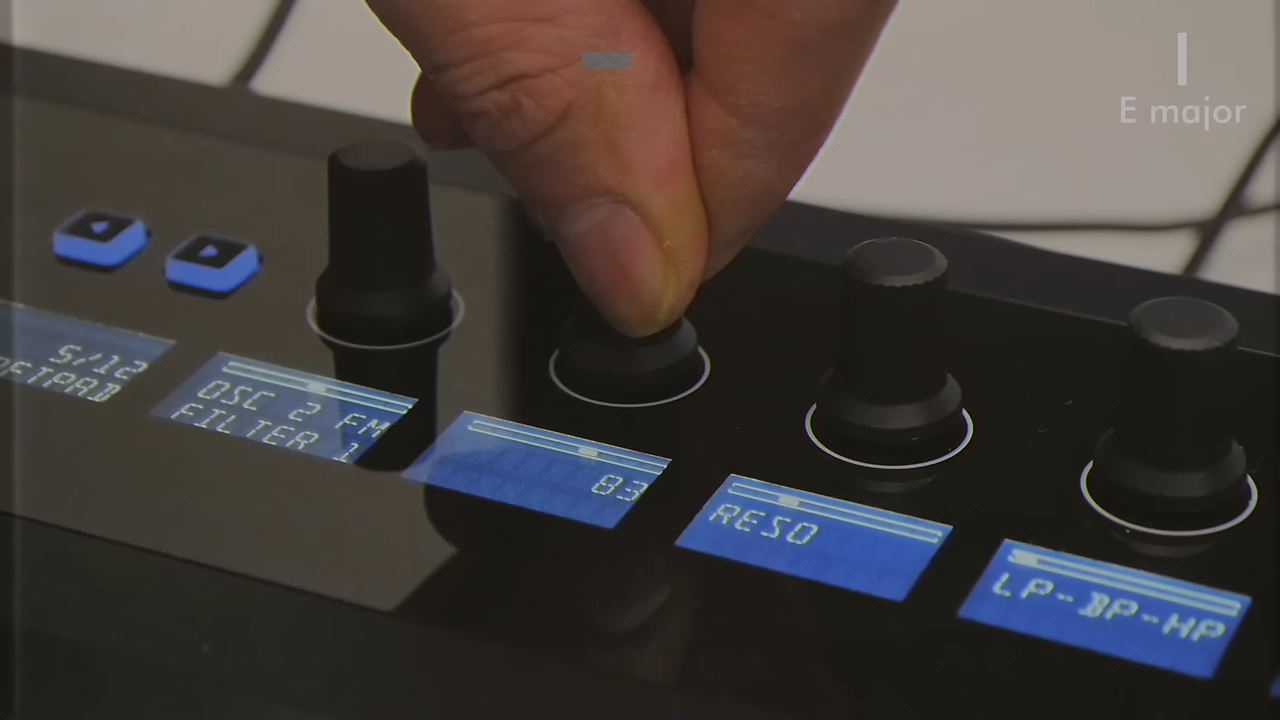 I
E major
5/12
OSC 2 FM
FILTER 1
83
RESO
LP-BP-HP